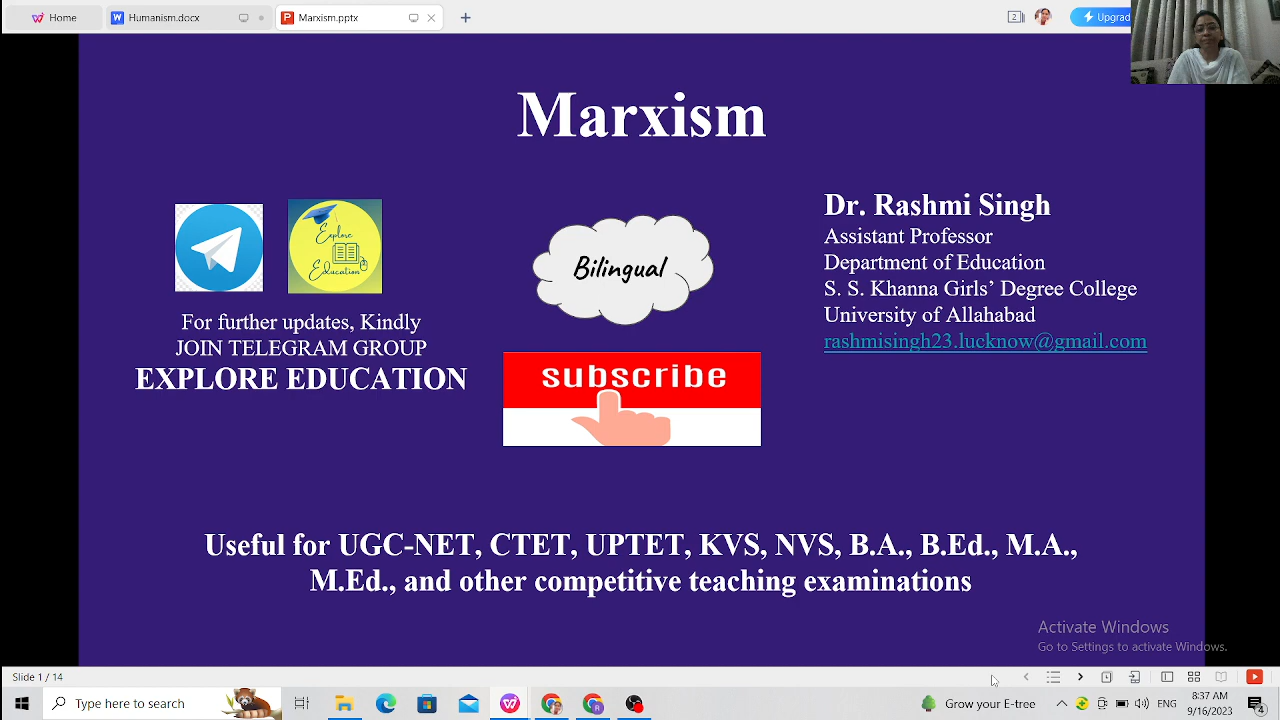 Home
Humanism.docx
Marxism.pptx
2
Upgrad
Marxism
Dr. Rashmi Singh
Assistant Professor
Department of Education
S. S. Khanna Girls' Degree College
University of Allahabad
rashmisingh23.lucknow@gmail.com
Explore
Education
For further updates, Kindly
JOIN TELEGRAM GROUP
EXPLORE EDUCATION
Bilingual
subscribe
Useful for UGC-NET, CTET, UPTET, KVS, NVS, B.A., B.Ed., M.A.,
M.Ed., and other competitive teaching examinations
Activate Windows
Go to Settings to activate Windows.
Slide 1 / 14
Type here to search
Grow your E-tree
ENG
8:37 AM
9/16/2023
4